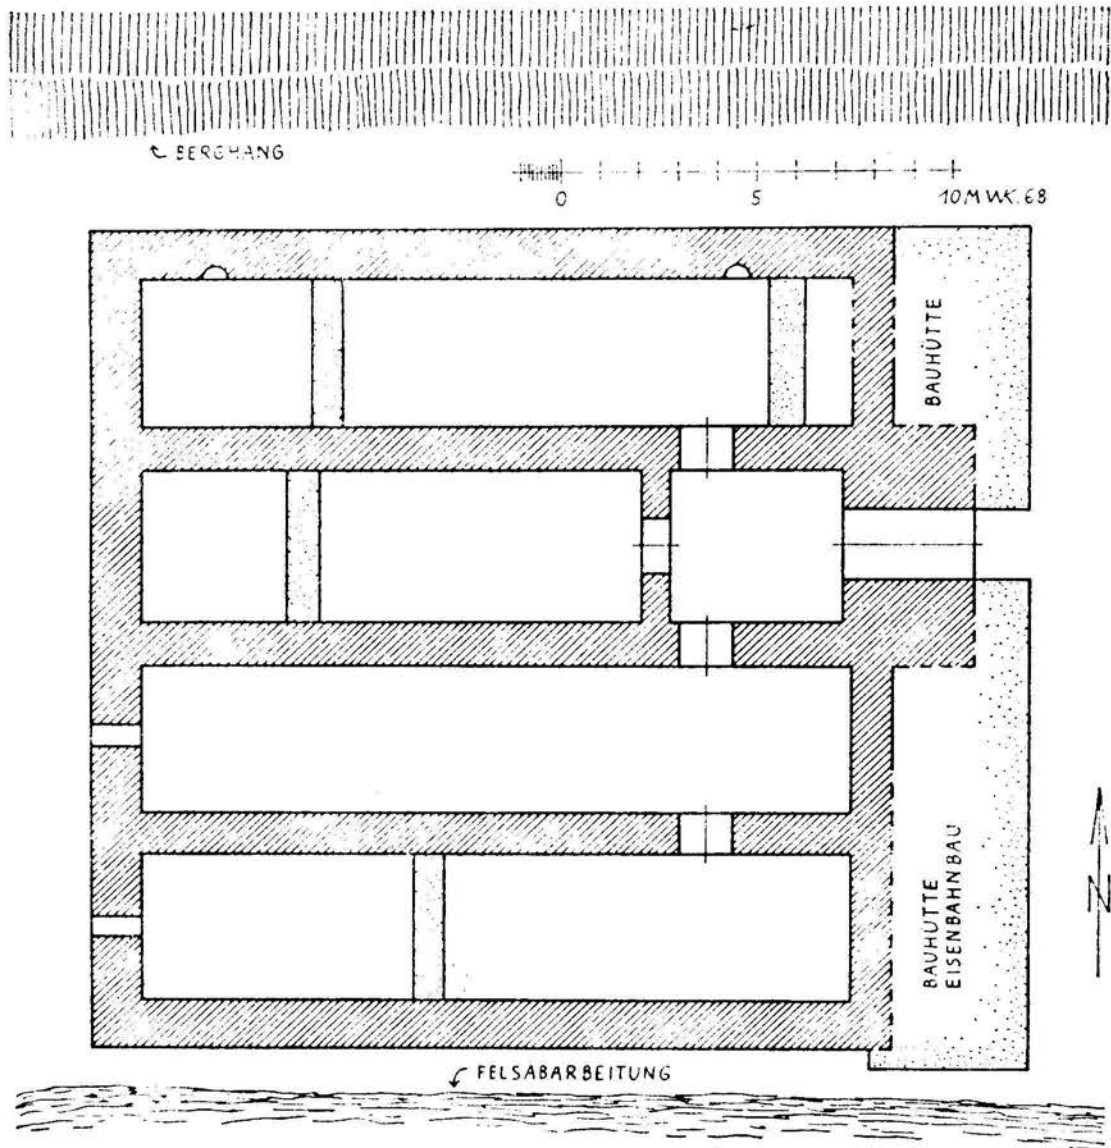 BERGHANG
0 5 10 M WK. 68
BAUHÜTTE
BAUHÜTTE
EISENBAHNBAU
N
FELSABARBEITUNG